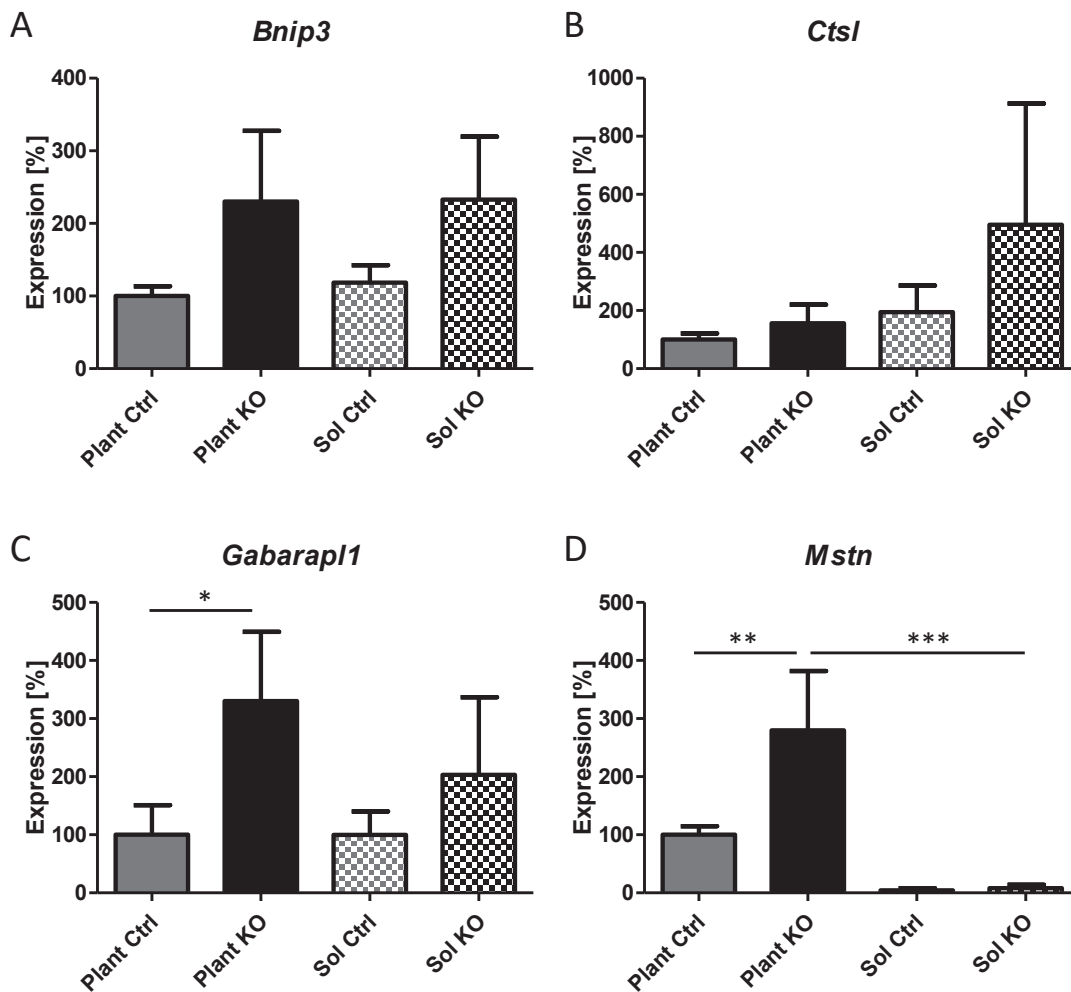 A
Bnip3
Expression [%]
400
300
200
100
0
Plant Ctrl
Plant KO
Sol Ctrl
Sol KO
B
Ctsl
Expression [%]
1000
800
600
400
200
0
Plant Ctrl
Plant KO
Sol Ctrl
Sol KO
C
Gabarapl1
Expression [%]
500
400
300
200
100
0
*
Plant Ctrl
Plant KO
Sol Ctrl
Sol KO
D
Mstn
Expression [%]
500
400
300
200
100
0
**
***
Plant Ctrl
Plant KO
Sol Ctrl
Sol KO